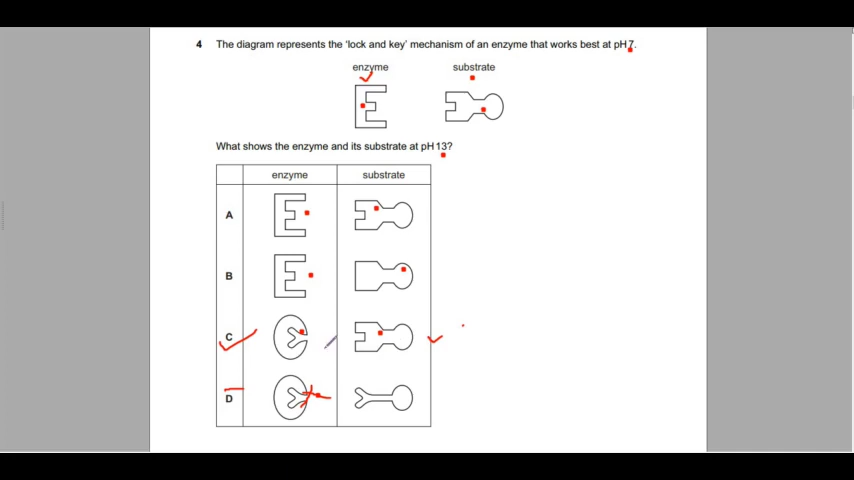 4 The diagram represents the 'lock and key' mechanism of an enzyme that works best at pH 7.
enzyme substrate
What shows the enzyme and its substrate at pH 13?
enzyme substrate
A
B
C
D